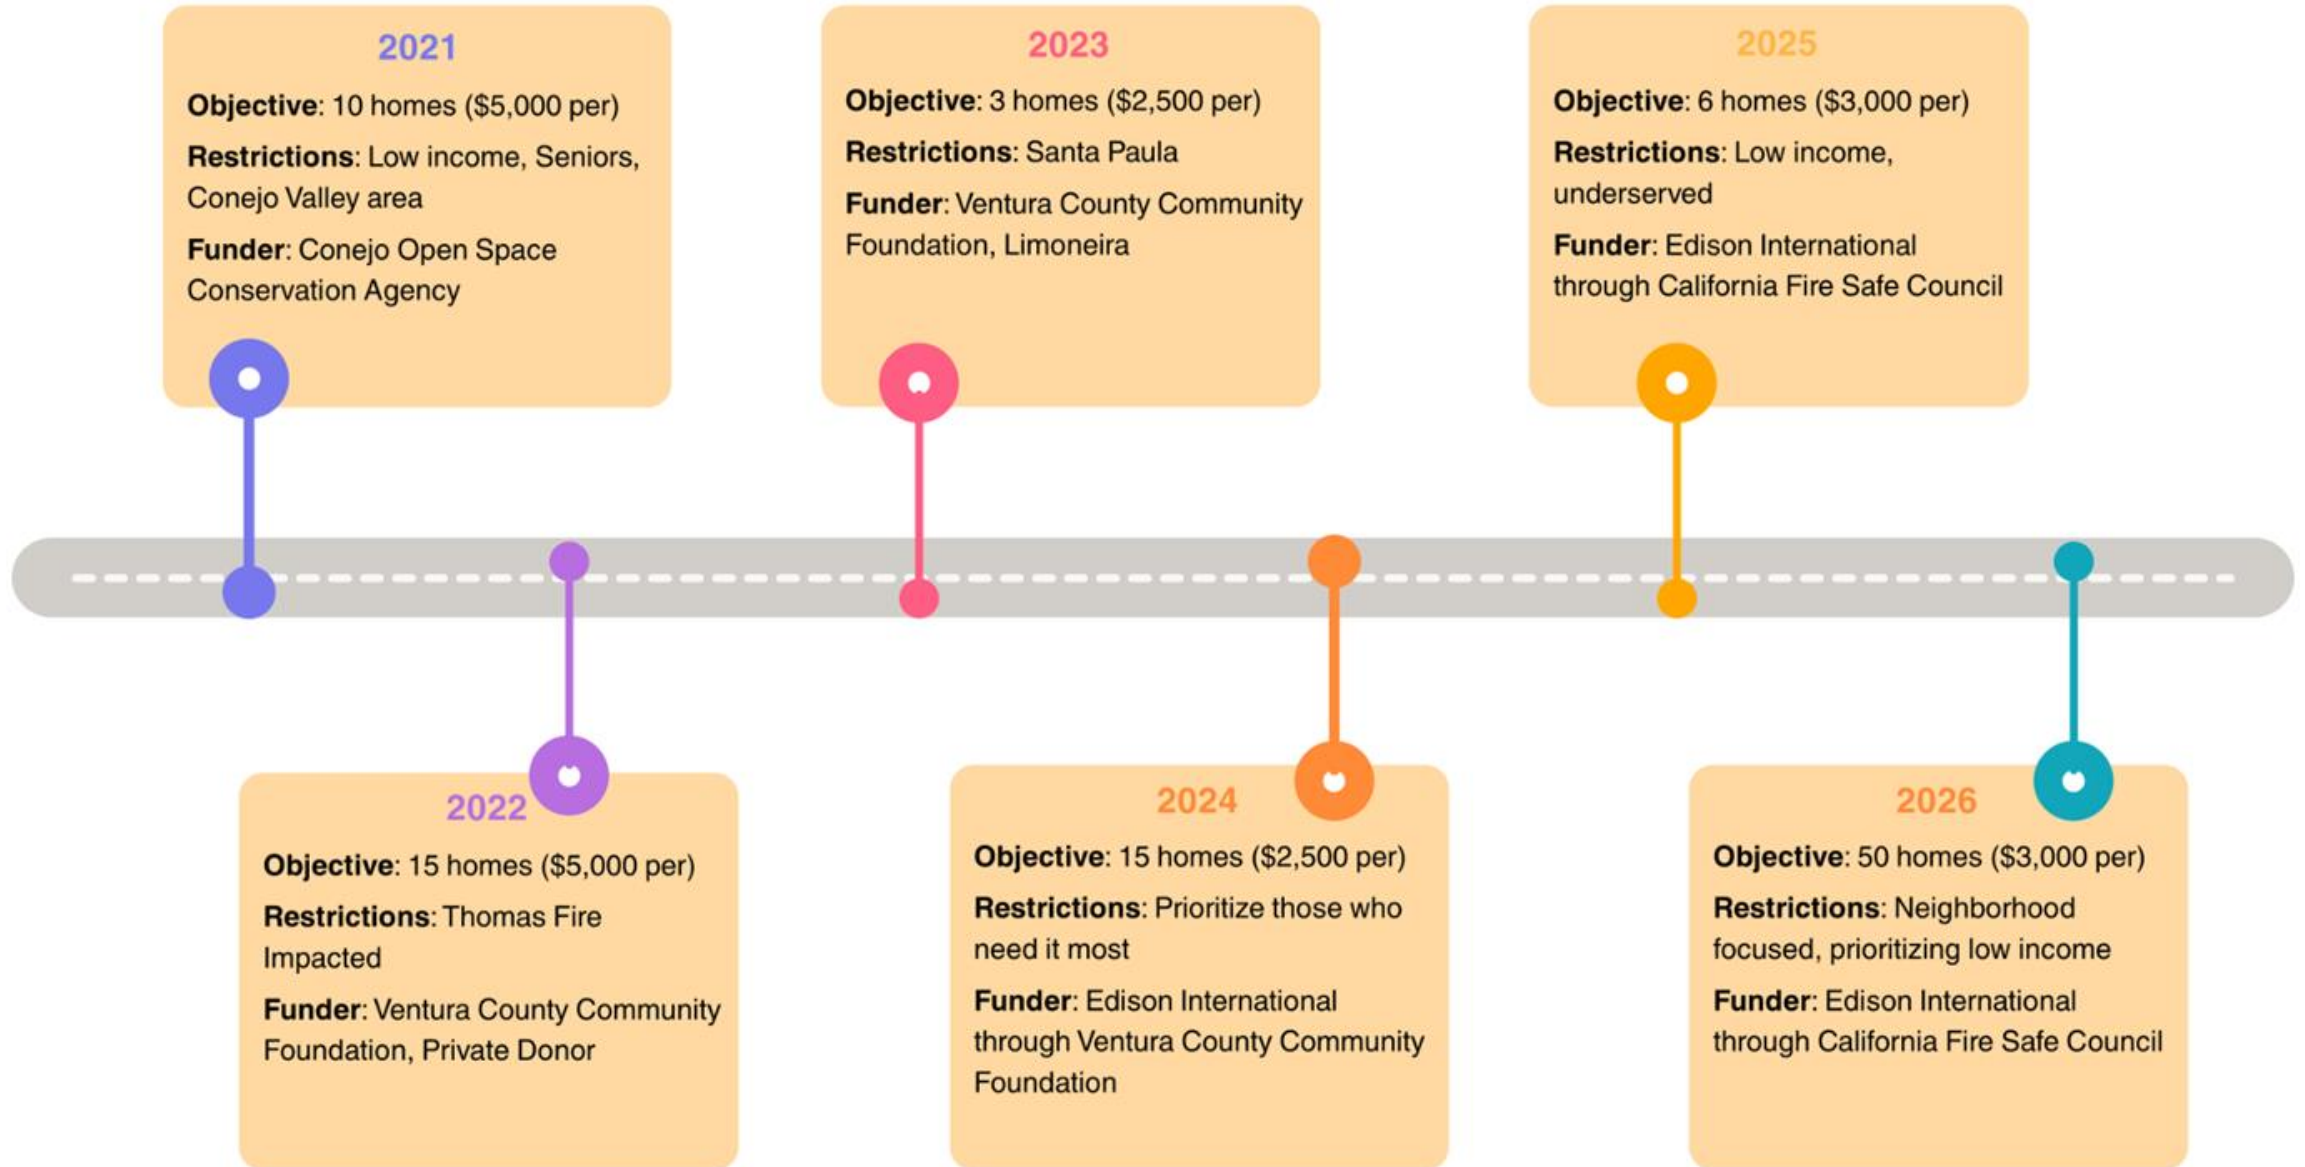 2021
Objective: 10 homes ($5,000 per)
Restrictions: Low income, Seniors,
Conejo Valley area
Funder: Conejo Open Space
Conservation Agency
2022
Objective: 15 homes ($5,000 per)
Restrictions: Thomas Fire
Impacted
Funder: Ventura County Community
Foundation, Private Donor
2023
Objective: 3 homes ($2,500 per)
Restrictions: Santa Paula
Funder: Ventura County Community
Foundation, Limoneira
2024
Objective: 15 homes ($2,500 per)
Restrictions: Prioritize those who
need it most
Funder: Edison International
through Ventura County Community
Foundation
2025
Objective: 6 homes ($3,000 per)
Restrictions: Low income,
underserved
Funder: Edison International
through California Fire Safe Council
2026
Objective: 50 homes ($3,000 per)
Restrictions: Neighborhood
focused, prioritizing low income
Funder: Edison International
through California Fire Safe Council